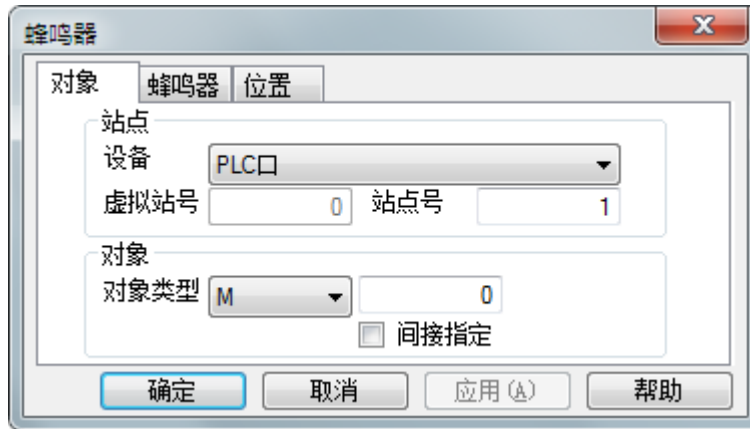 蜂鸣器
对象 蜂鸣器 位置
站点
设备 PLC口
虚拟站号 0 站点号 1
对象
对象类型 M 0
间接指定
确定 取消 应用(A) 帮助